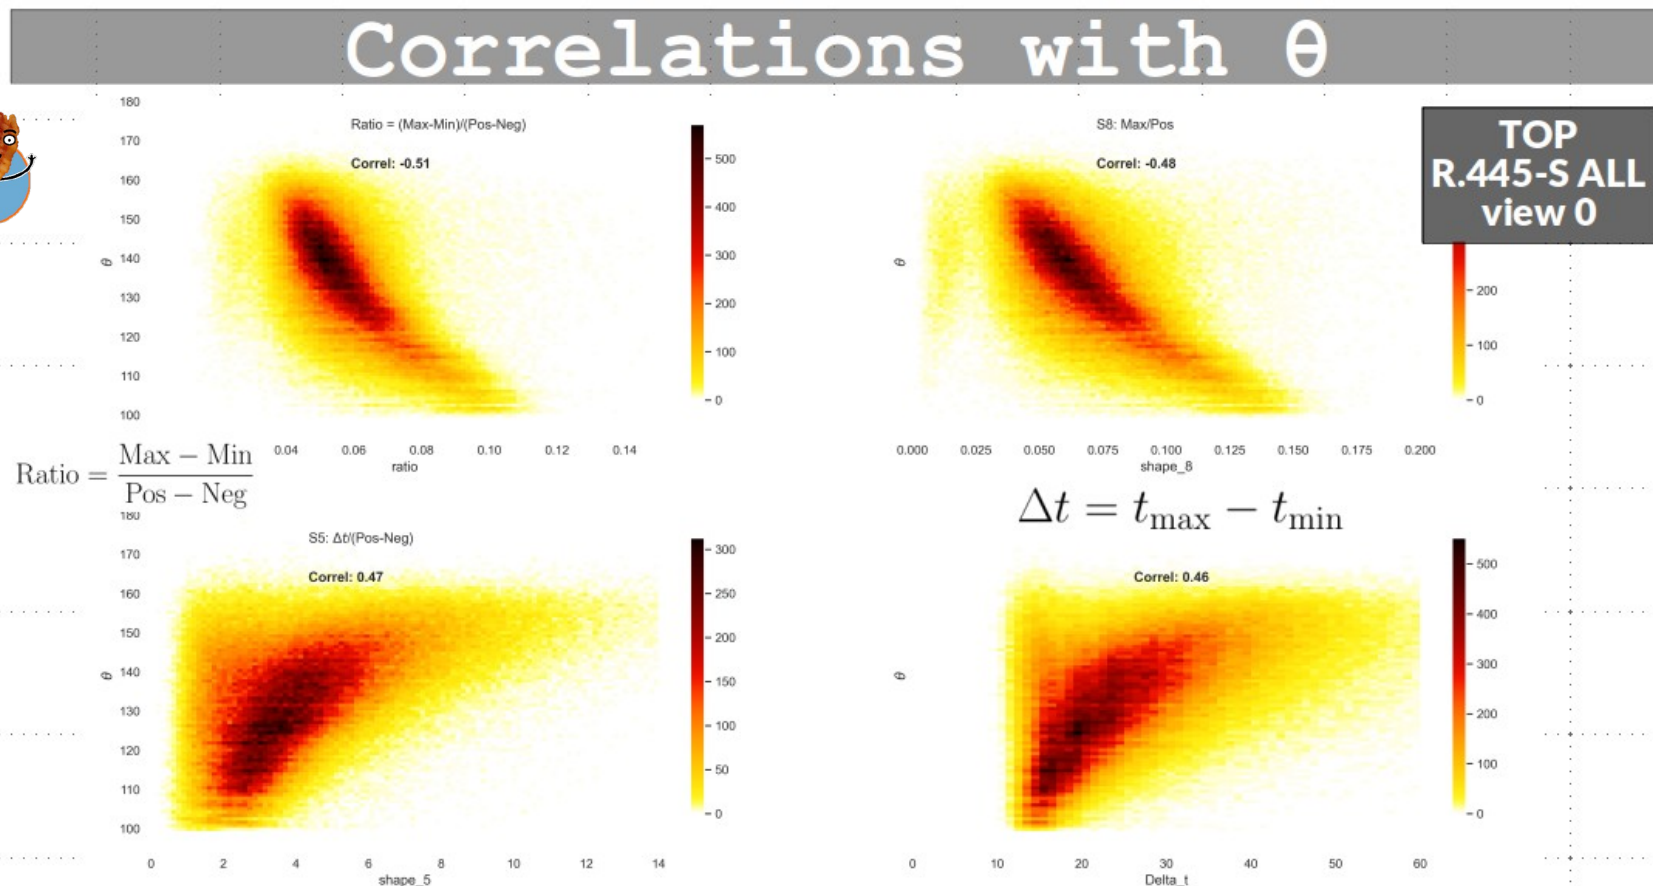 Correlations with θ
TOP
R.445-S ALL
view 0
Ratio = (Max-Min)/(Pos-Neg)
Correl: -0.51
180
170
160
150
140
130
120
110
100
θ
0.04 0.06 0.08 0.10 0.12 0.14
ratio
500
400
300
200
100
0
S8: Max/Pos
Correl: -0.48
θ
0.000 0.025 0.050 0.075 0.100 0.125 0.150 0.175 0.200
shape_8
200
100
0
Ratio = Max − Min
Pos − Neg
Δt = tmax − tmin
S5: Δt/(Pos-Neg)
Correl: 0.47
180
170
160
150
140
130
120
110
100
θ
0 2 4 6 8 10 12 14
shape_5
300
250
200
150
100
50
0
Correl: 0.46
θ
0 10 20 30 40 50 60
Delta_t
500
400
300
200
100
0